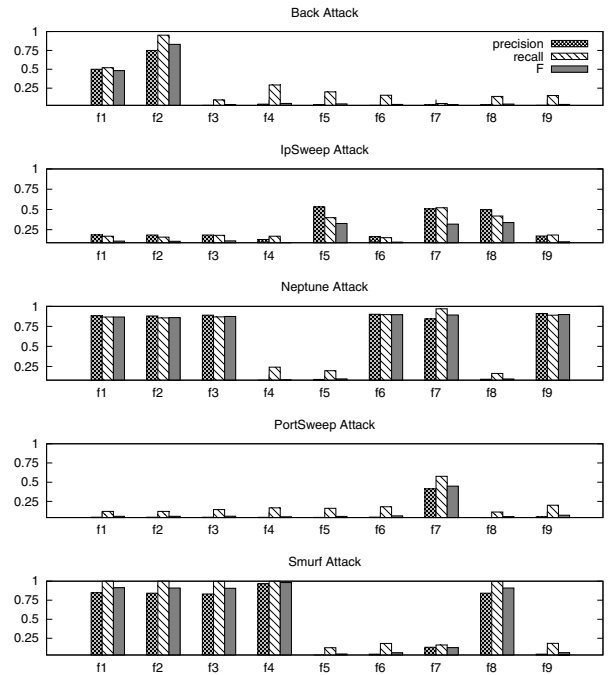 Back Attack
1
0.75
0.5
0.25
precision
recall
F
f1 f2 f3 f4 f5 f6 f7 f8 f9
IpSweep Attack
1
0.75
0.5
0.25
f1 f2 f3 f4 f5 f6 f7 f8 f9
Neptune Attack
1
0.75
0.5
0.25
f1 f2 f3 f4 f5 f6 f7 f8 f9
PortSweep Attack
1
0.75
0.5
0.25
f1 f2 f3 f4 f5 f6 f7 f8 f9
Smurf Attack
1
0.75
0.5
0.25
f1 f2 f3 f4 f5 f6 f7 f8 f9